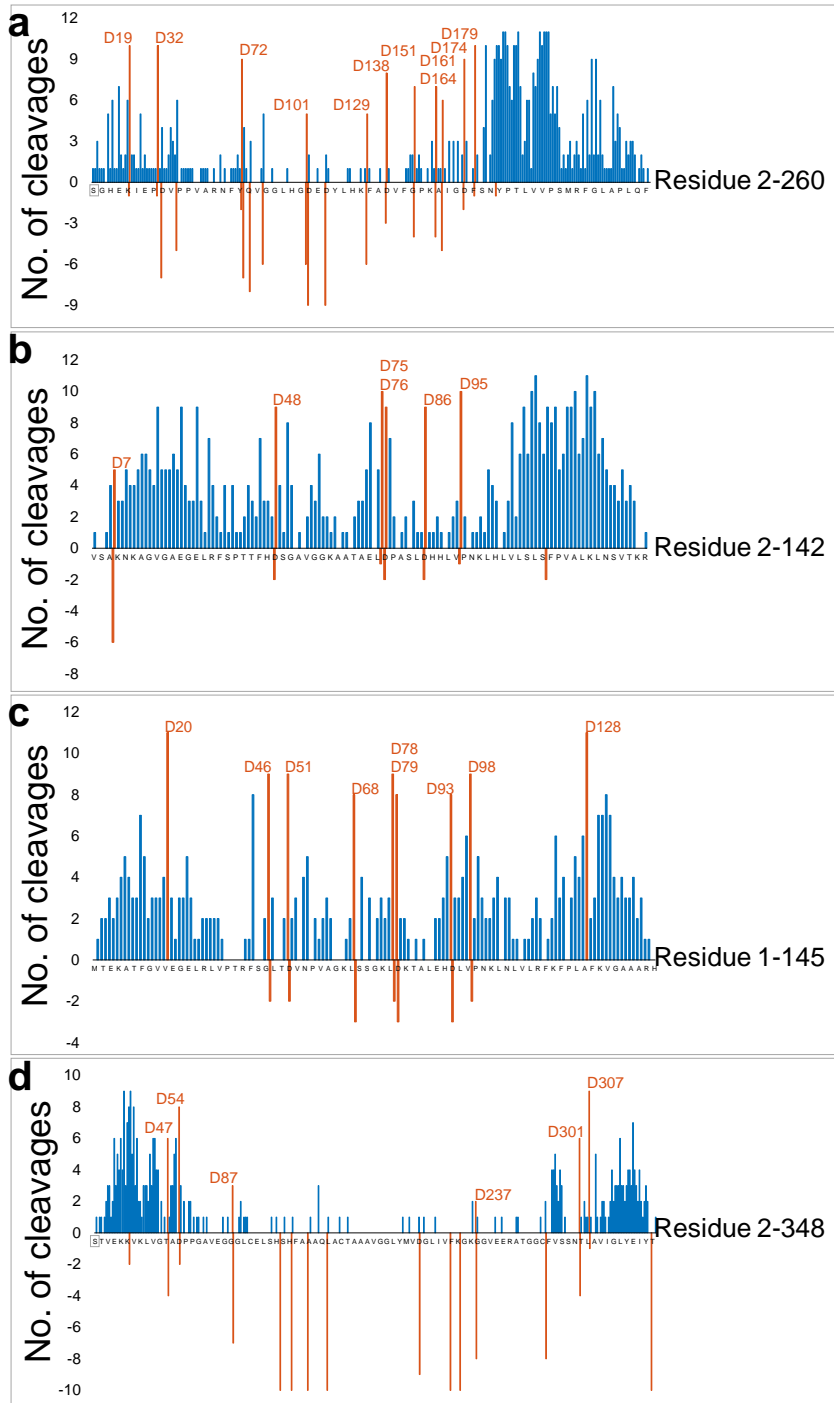 a
No. of cleavages
12
9
6
3
0
-3
-6
-9
D19
D32
D72
D101
D129
D138
D151
D161
D164
D174
D179
SGHEKIEPDVPPVARNFYQVGGLHGDEDYLHKFADVFGPKAIGDFSNYPTLVVPSMRFGLAPLQF
Residue 2-260
b
No. of cleavages
12
10
8
6
4
2
0
-2
-4
-6
-8
D7
D48
D75
D76
D86
D95
VSAKNKAGVGAEGELRFSPTTFHDSGAVGGKAATAELDPASLDHHLVPNKLHLVLSLSFPVALKLNSVTKR
Residue 2-142
c
No. of cleavages
12
10
8
6
4
2
0
-2
-4
D20
D46
D51
D68
D78
D79
D93
D98
D128
MTEKATFGVVEGELRLVPTRFSGLTDVNPVAGKLSSGKLDKTALEHDLVPNKLNLVLRFKFPLAFKVGAAARH
Residue 1-145
d
No. of cleavages
10
8
6
4
2
0
-2
-4
-6
-8
-10
D47
D54
D87
D237
D301
D307
STVEKKVKLVGTADPPGAVEGGGLCELSHSHFAAAQLACTAAAVGGLYMVDGLIVFKGKGGVEERATGGCFVSSNTLAVIGLYEIYT
Residue 2-348